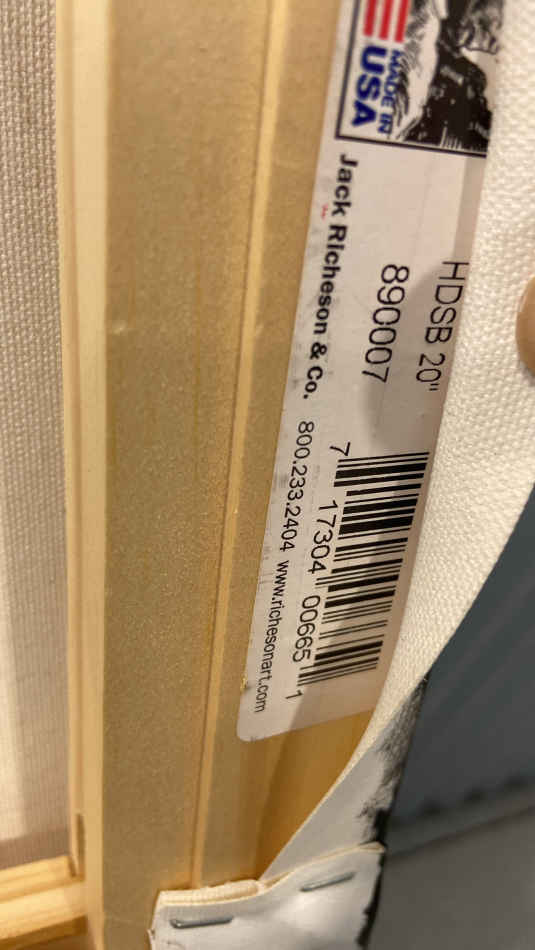 MADE IN
USA
HDSB 20"
890007
7 17304 00665 1
Jack Richeson & Co. 800.233.2404 www.richesonart.com